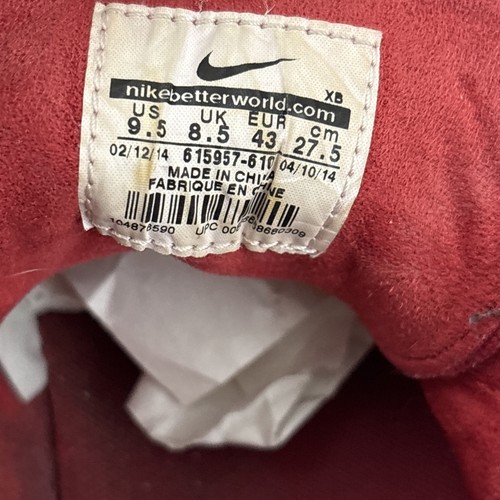 XB
nikebetterworld.com
US UK EUR cm
9.5 8.5 43 27.5
02/12/14 615957-610 04/10/14
MADE IN CHINA
FABRIQUE EN CHINE
UPC